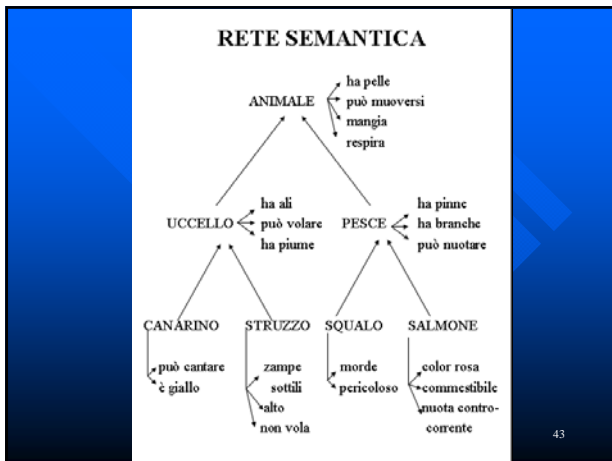 RETE SEMANTICA
ANIMALE
ha pelle
può muoversi
mangia
respira
UCCELLO
ha ali
può volare
ha piume
PESCE
ha pinne
ha branche
può nuotare
CANARINO
STRUZZO
SQUALO
SALMONE
può cantare
è giallo
zampe
sottili
alto
non vola
morde
pericoloso
color rosa
commestibile
nuota contro-
corrente
43